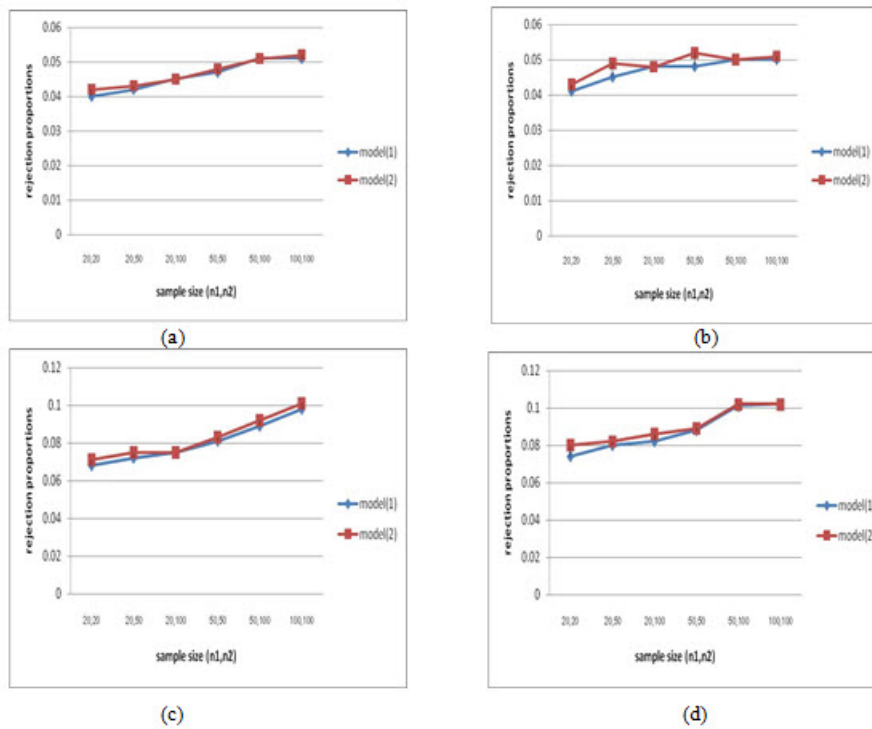 0.06
0.05
0.04
0.03
0.02
0.01
0
rejection proportions
20,20 20,50 20,100 50,50 50,100 100,100
sample size (n1,n2)
model(1)
model(2)
(a)
0.06
0.05
0.04
0.03
0.02
0.01
0
rejection proportions
20,20 20,50 20,100 50,50 50,100 100,100
sample size (n1,n2)
model(1)
model(2)
(b)
0.12
0.1
0.08
0.06
0.04
0.02
0
rejection proportions
20,20 20,50 20,100 50,50 50,100 100,100
sample size (n1,n2)
model(1)
model(2)
(c)
0.12
0.1
0.08
0.06
0.04
0.02
0
rejection proportions
20,20 20,50 20,100 50,50 50,100 100,100
sample size (n1,n2)
model(1
model(2
(d)